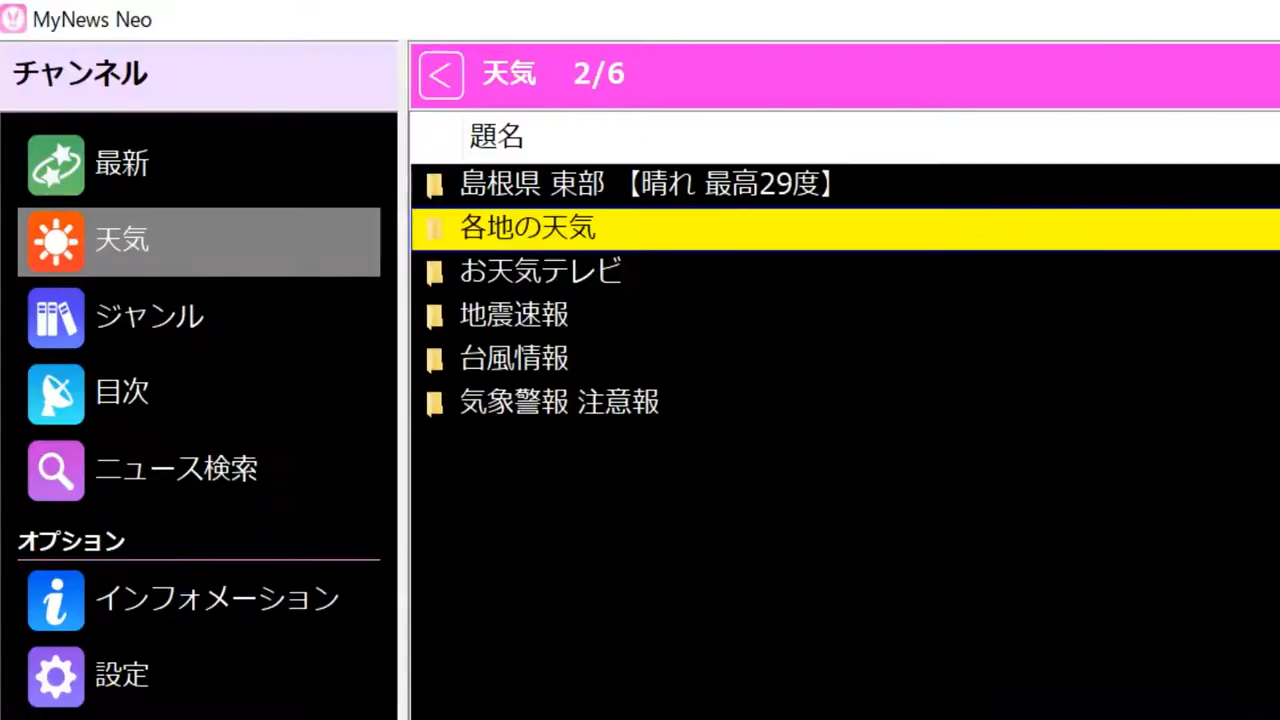 MyNews Neo
チャンネル
最新
天気
ジャンル
目次
ニュース検索
オプション
インフォメーション
設定
天気 2/6
題名
島根県 東部 【晴れ 最高29度】
各地の天気
お天気テレビ
地震速報
台風情報
気象警報 注意報